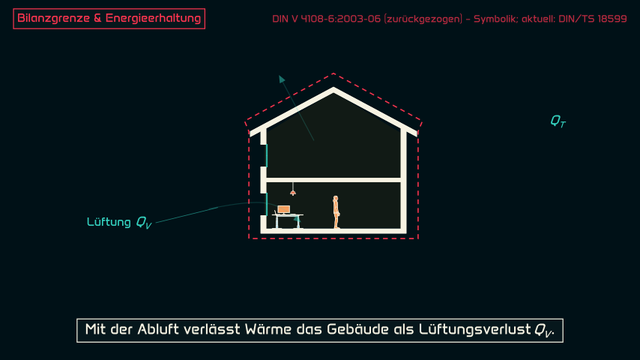 Bilanzgrenze & Energieerhaltung
DIN V 4108-6:2003-06 (zurückgezogen) – Symbolik; aktuell: DIN/TS 18599
Q_T
Lüftung Q_V
Mit der Abluft verlässt Wärme das Gebäude als Lüftungsverlust Q_V.